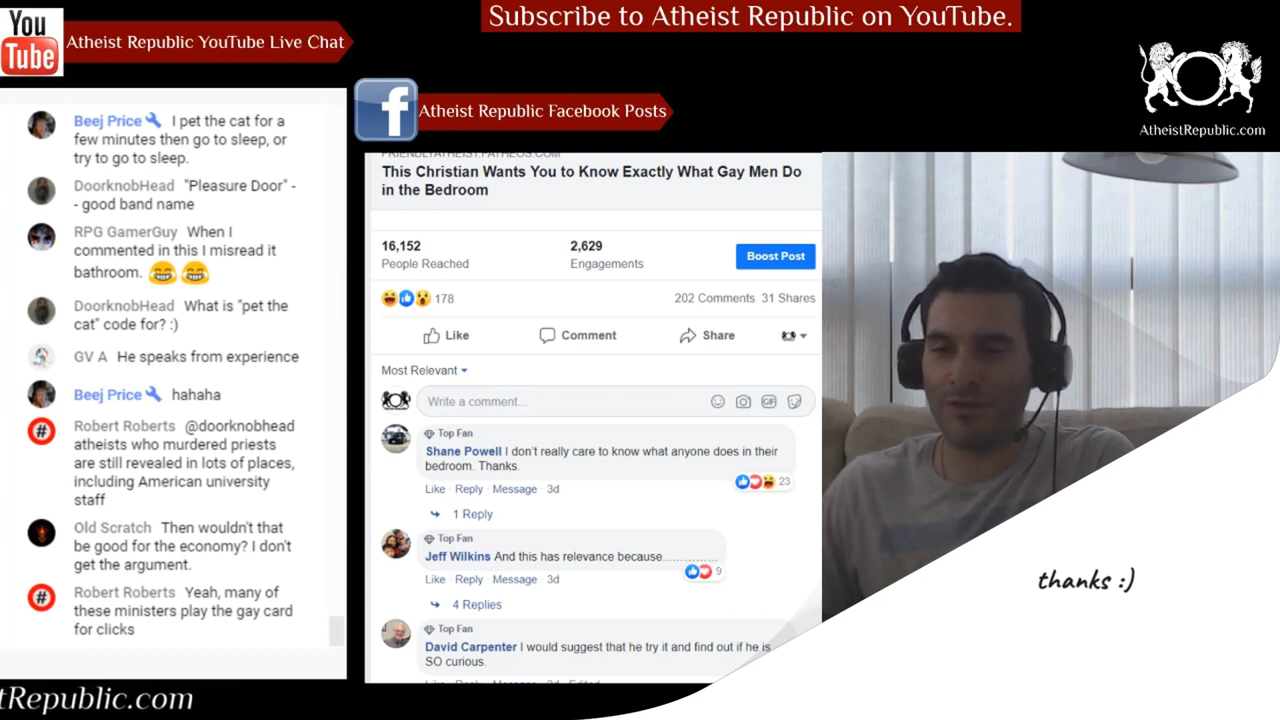 Subscribe to Atheist Republic on YouTube.
You
Tube
Atheist Republic YouTube Live Chat
AtheistRepublic.com
f
Atheist Republic Facebook Posts
Beej Price I pet the cat for a
few minutes then go to sleep, or
try to go to sleep.
DoorknobHead "Pleasure Door" -
- good band name
RPG GamerGuy When I
commented in this I misread it
bathroom. 😂 😂
DoorknobHead What is "pet the
cat" code for? :)
GV A He speaks from experience
Beej Price hahaha
Robert Roberts @doorknobhead
atheists who murdered priests
are still revealed in lots of places,
including American university
staff
Old Scratch Then wouldn't that
be good for the economy? I don't
get the argument.
Robert Roberts Yeah, many of
these ministers play the gay card
for clicks
FRIENDLYATHEIST.PATHEOS.COM
This Christian Wants You to Know Exactly What Gay Men Do
in the Bedroom
16,152 2,629
People Reached Engagements
Boost Post
178 202 Comments 31 Shares
Like Comment Share
Most Relevant
Write a comment...
GIF
Top Fan
Shane Powell I don't really care to know what anyone does in their
bedroom. Thanks.
23
Like · Reply · Message · 3d
1 Reply
Top Fan
Jeff Wilkins And this has relevance because...............
9
Like · Reply · Message · 3d
4 Replies
Top Fan
David Carpenter I would suggest that he try it and find out if he is
SO curious.
thanks :)
tRepublic.com